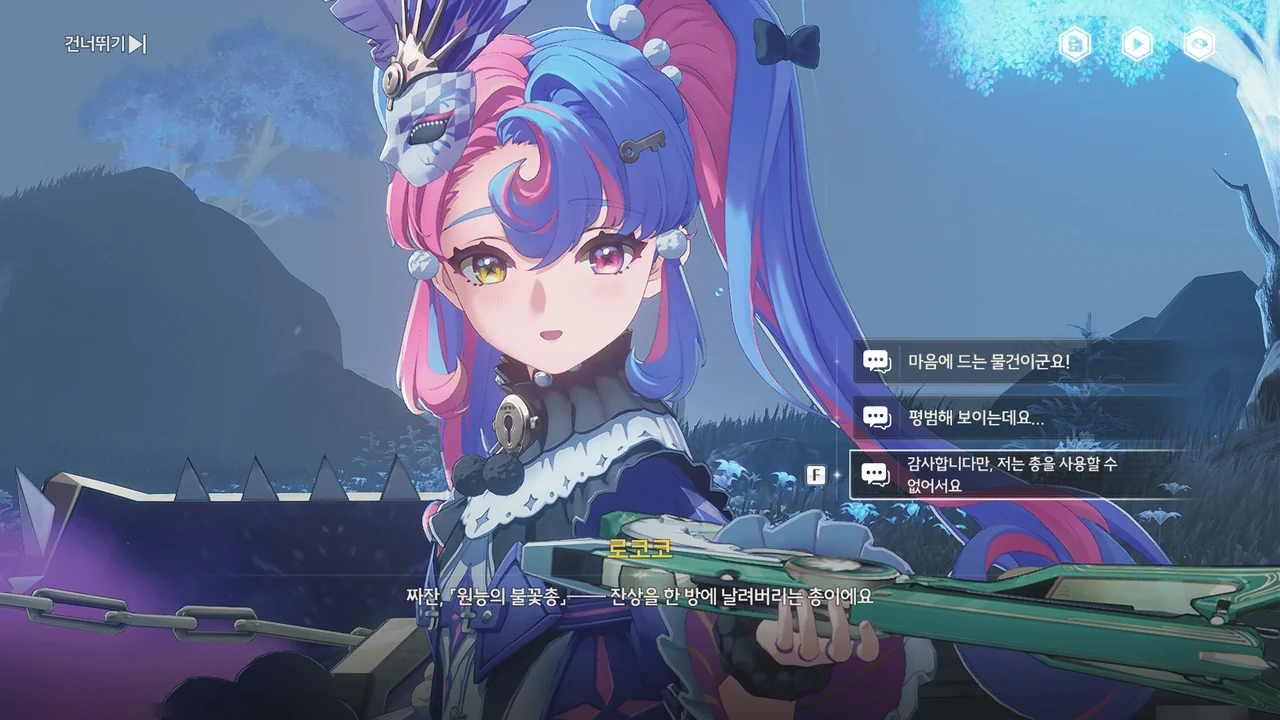 건너뛰기
마음에 드는 물건이군요!
평범해 보이는데요...
F
감사합니다만, 저는 총을 사용할 수
없어서요
로코코
짜잔, 「원능의 불꽃총」—— 잔상을 한 방에 날려버리는 총이에요